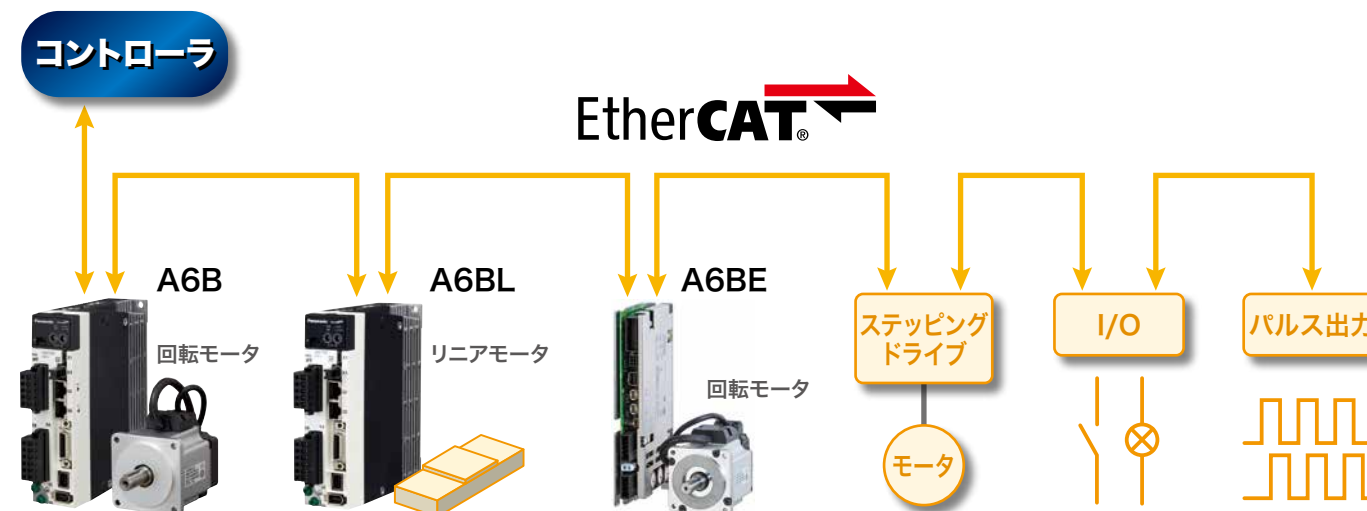 コントローラ
EtherCAT®
A6B
回転モータ
A6BL
リニアモータ
A6BE
回転モータ
ステッピング
ドライブ
モータ
I/O
パルス出力